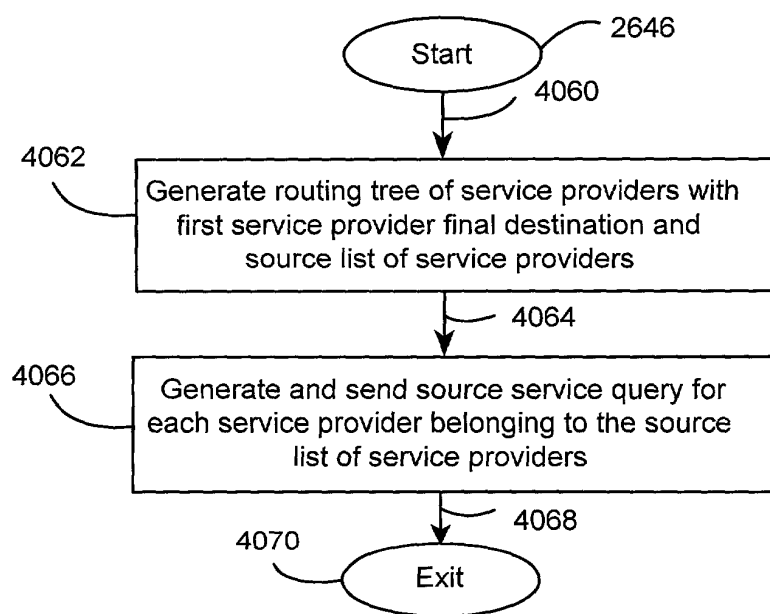 Start
2646
4060
4062
Generate routing tree of service providers with
first service provider final destination and
source list of service providers
4064
4066
Generate and send source service query for
each service provider belonging to the source
list of service providers
4068
4070
Exit